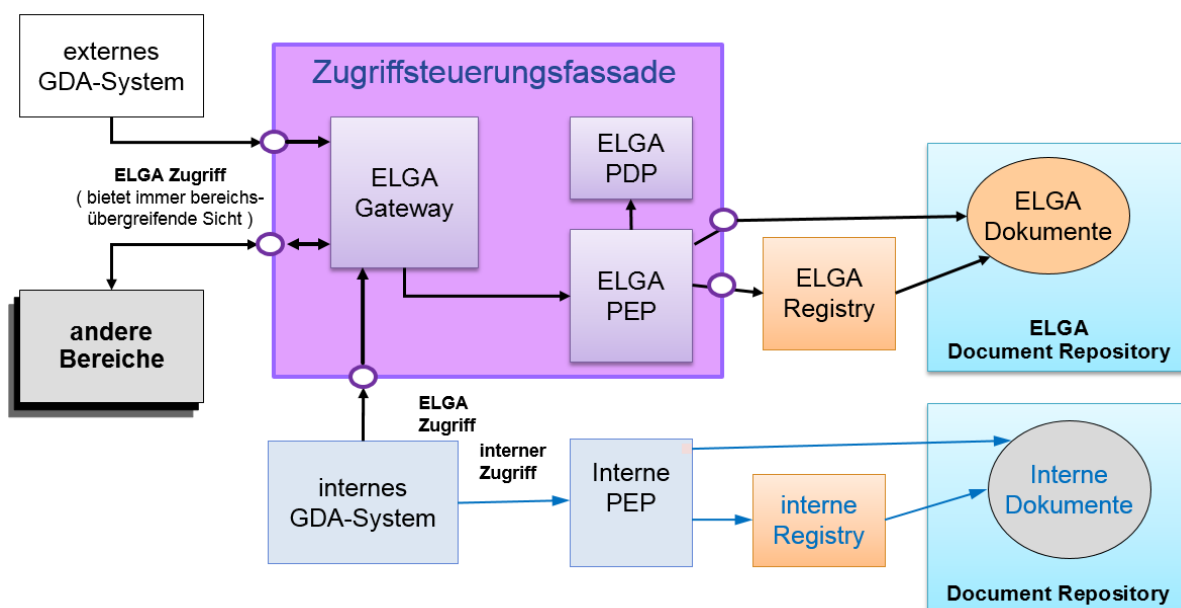 externes
GDA-System
Zugriffsteuerungsfassade
ELGA Zugriff
( bietet immer bereichs-
übergreifende Sicht )
ELGA
Gateway
ELGA
PDP
ELGA
PEP
ELGA
Registry
ELGA
Dokumente
ELGA
Document Repository
andere
Bereiche
ELGA
Zugriff
interner
Zugriff
internes
GDA-System
Interne
PEP
interne
Registry
Interne
Dokumente
Document Repository